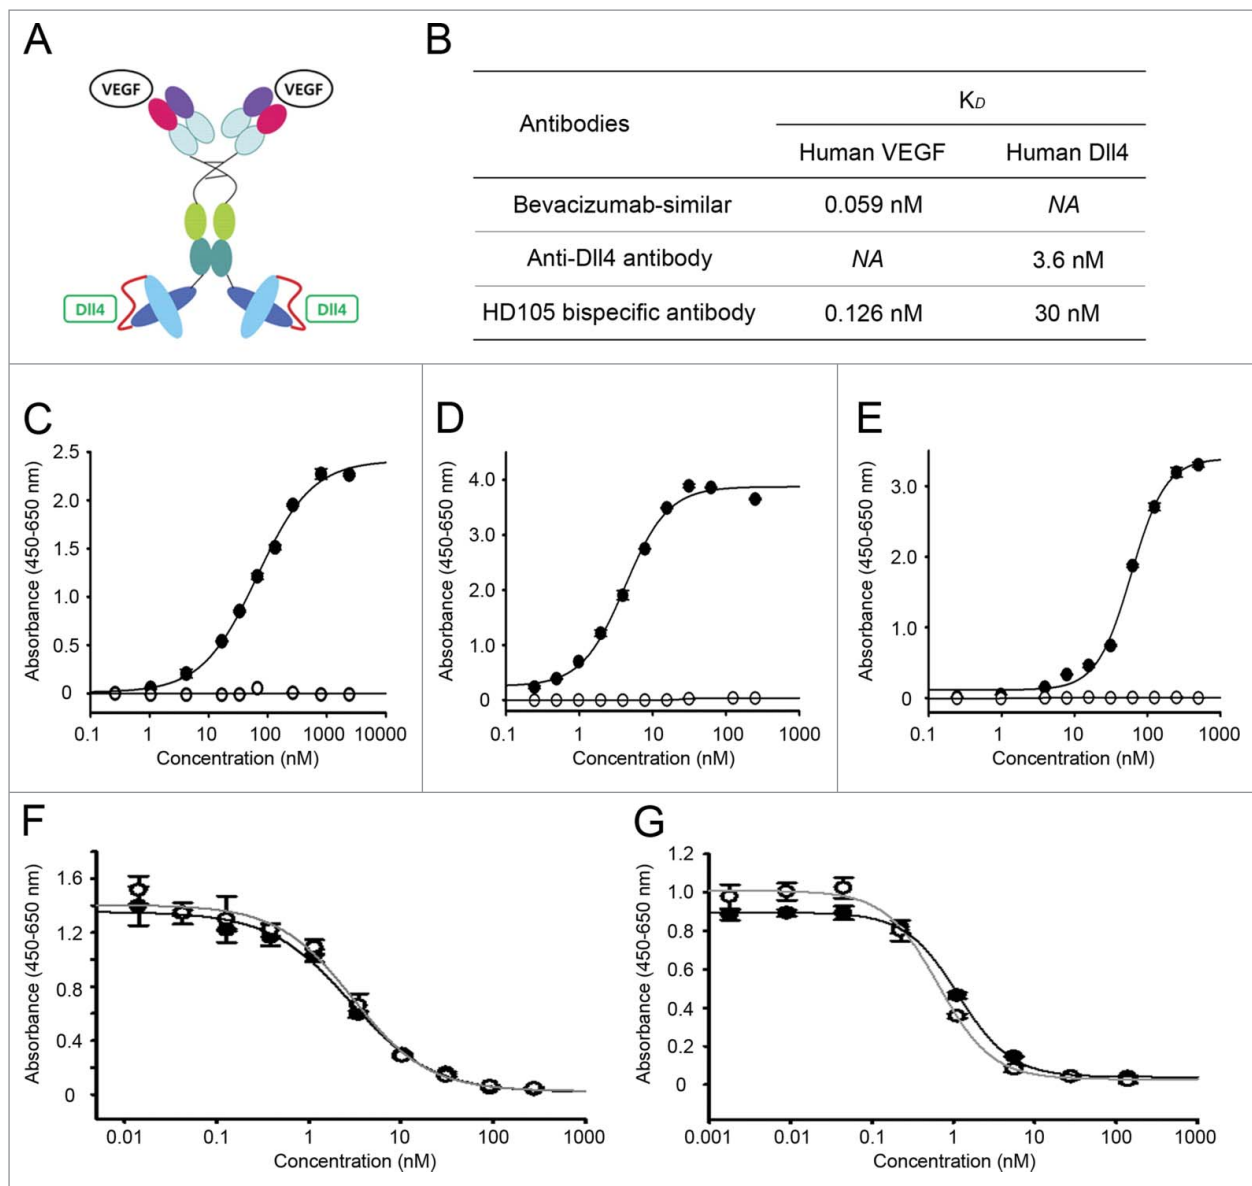 A
VEGF
VEGF
Dll4
Dll4
B
Antibodies
K_D
Human VEGF
Human Dll4
Bevacizumab-similar
0.059 nM
NA
Anti-Dll4 antibody
NA
3.6 nM
HD105 bispecific antibody
0.126 nM
30 nM
C
Absorbance (450-650 nm)
2.5
2.0
1.5
1.0
0.5
0
0.1 1 10 100 1000 10000
Concentration (nM)
D
Absorbance (450-650 nm)
4.0
3.0
2.0
1.0
0
0.1 1 10 100 1000
Concentration (nM)
E
Absorbance (450-650 nm)
3.0
2.0
1.0
0
0.1 1 10 100 1000
Concentration (nM)
F
Absorbance (450-650 nm)
1.6
1.2
0.8
0.4
0
0.01 0.1 1 10 100 1000
Concentration (nM)
G
Absorbance (450-650 nm)
1.2
1.0
0.8
0.6
0.4
0.2
0
0.001 0.01 0.1 1 10 100 1000
Concentration (nM)